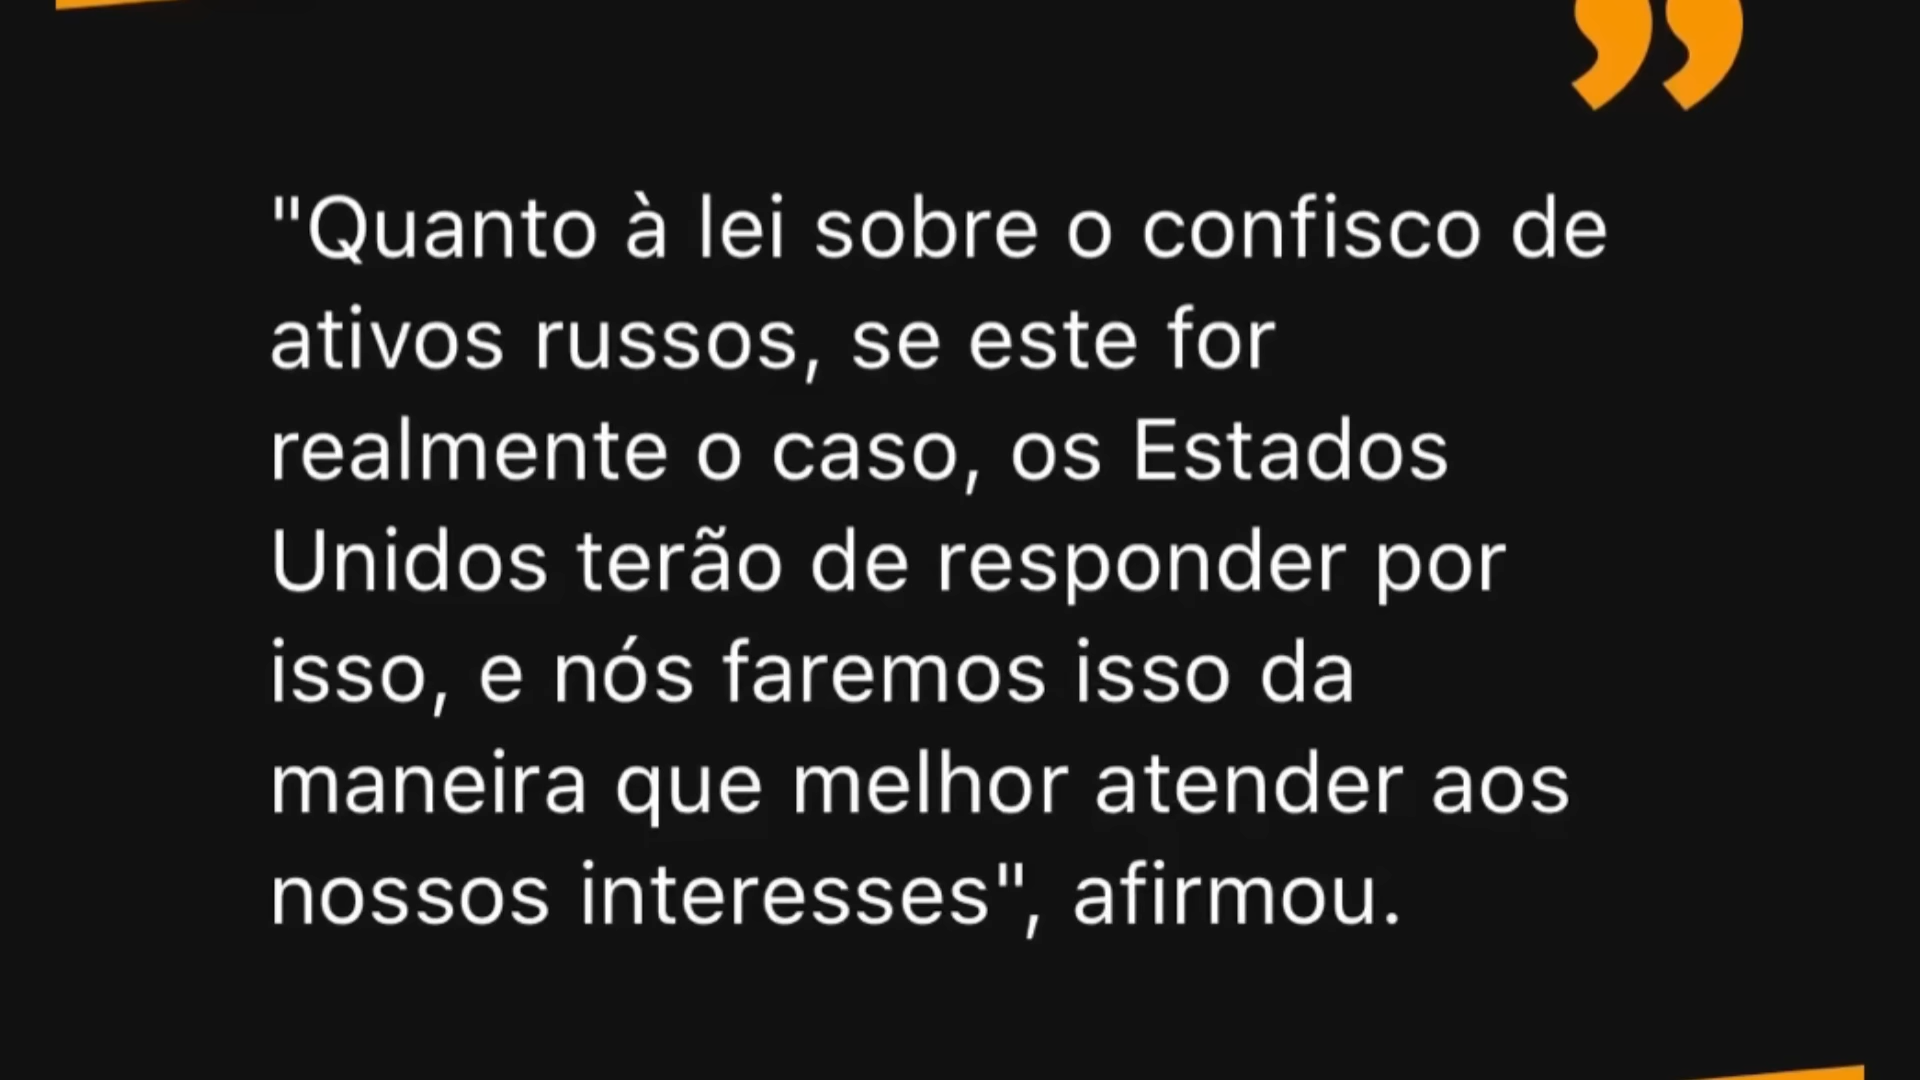 "Quanto à lei sobre o confisco de
ativos russos, se este for
realmente o caso, os Estados
Unidos terão de responder por
isso, e nós faremos isso da
maneira que melhor atender aos
nossos interesses", afirmou.